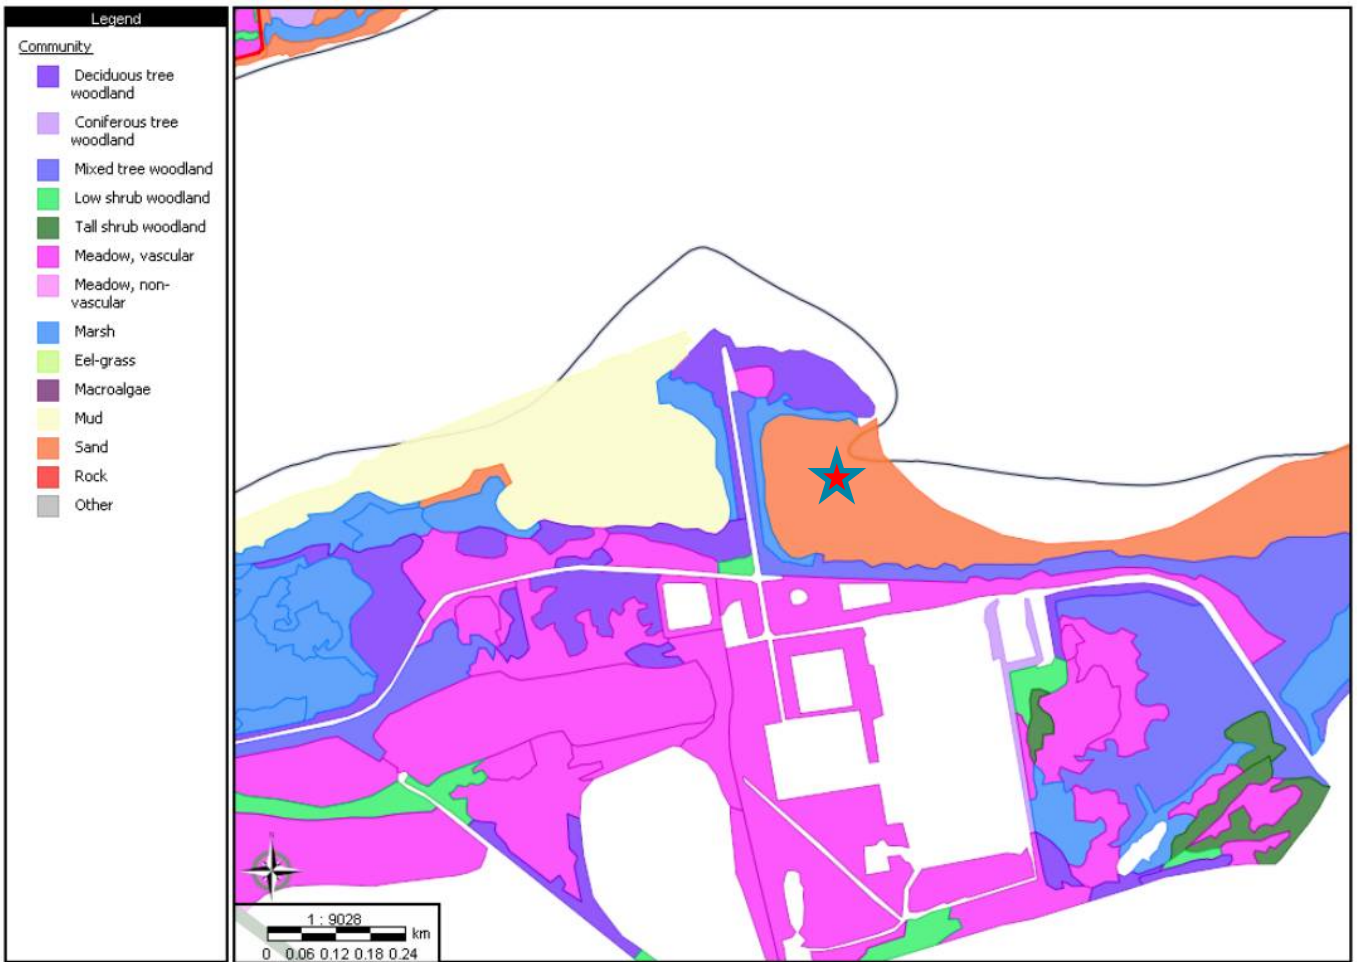 Legend
Community
Deciduous tree
woodland
Coniferous tree
woodland
Mixed tree woodland
Low shrub woodland
Tall shrub woodland
Meadow, vascular
Meadow, non-
vascular
Marsh
Eel-grass
Macroalgae
Mud
Sand
Rock
Other
1 : 9028
km
0 0.06 0.12 0.18 0.24